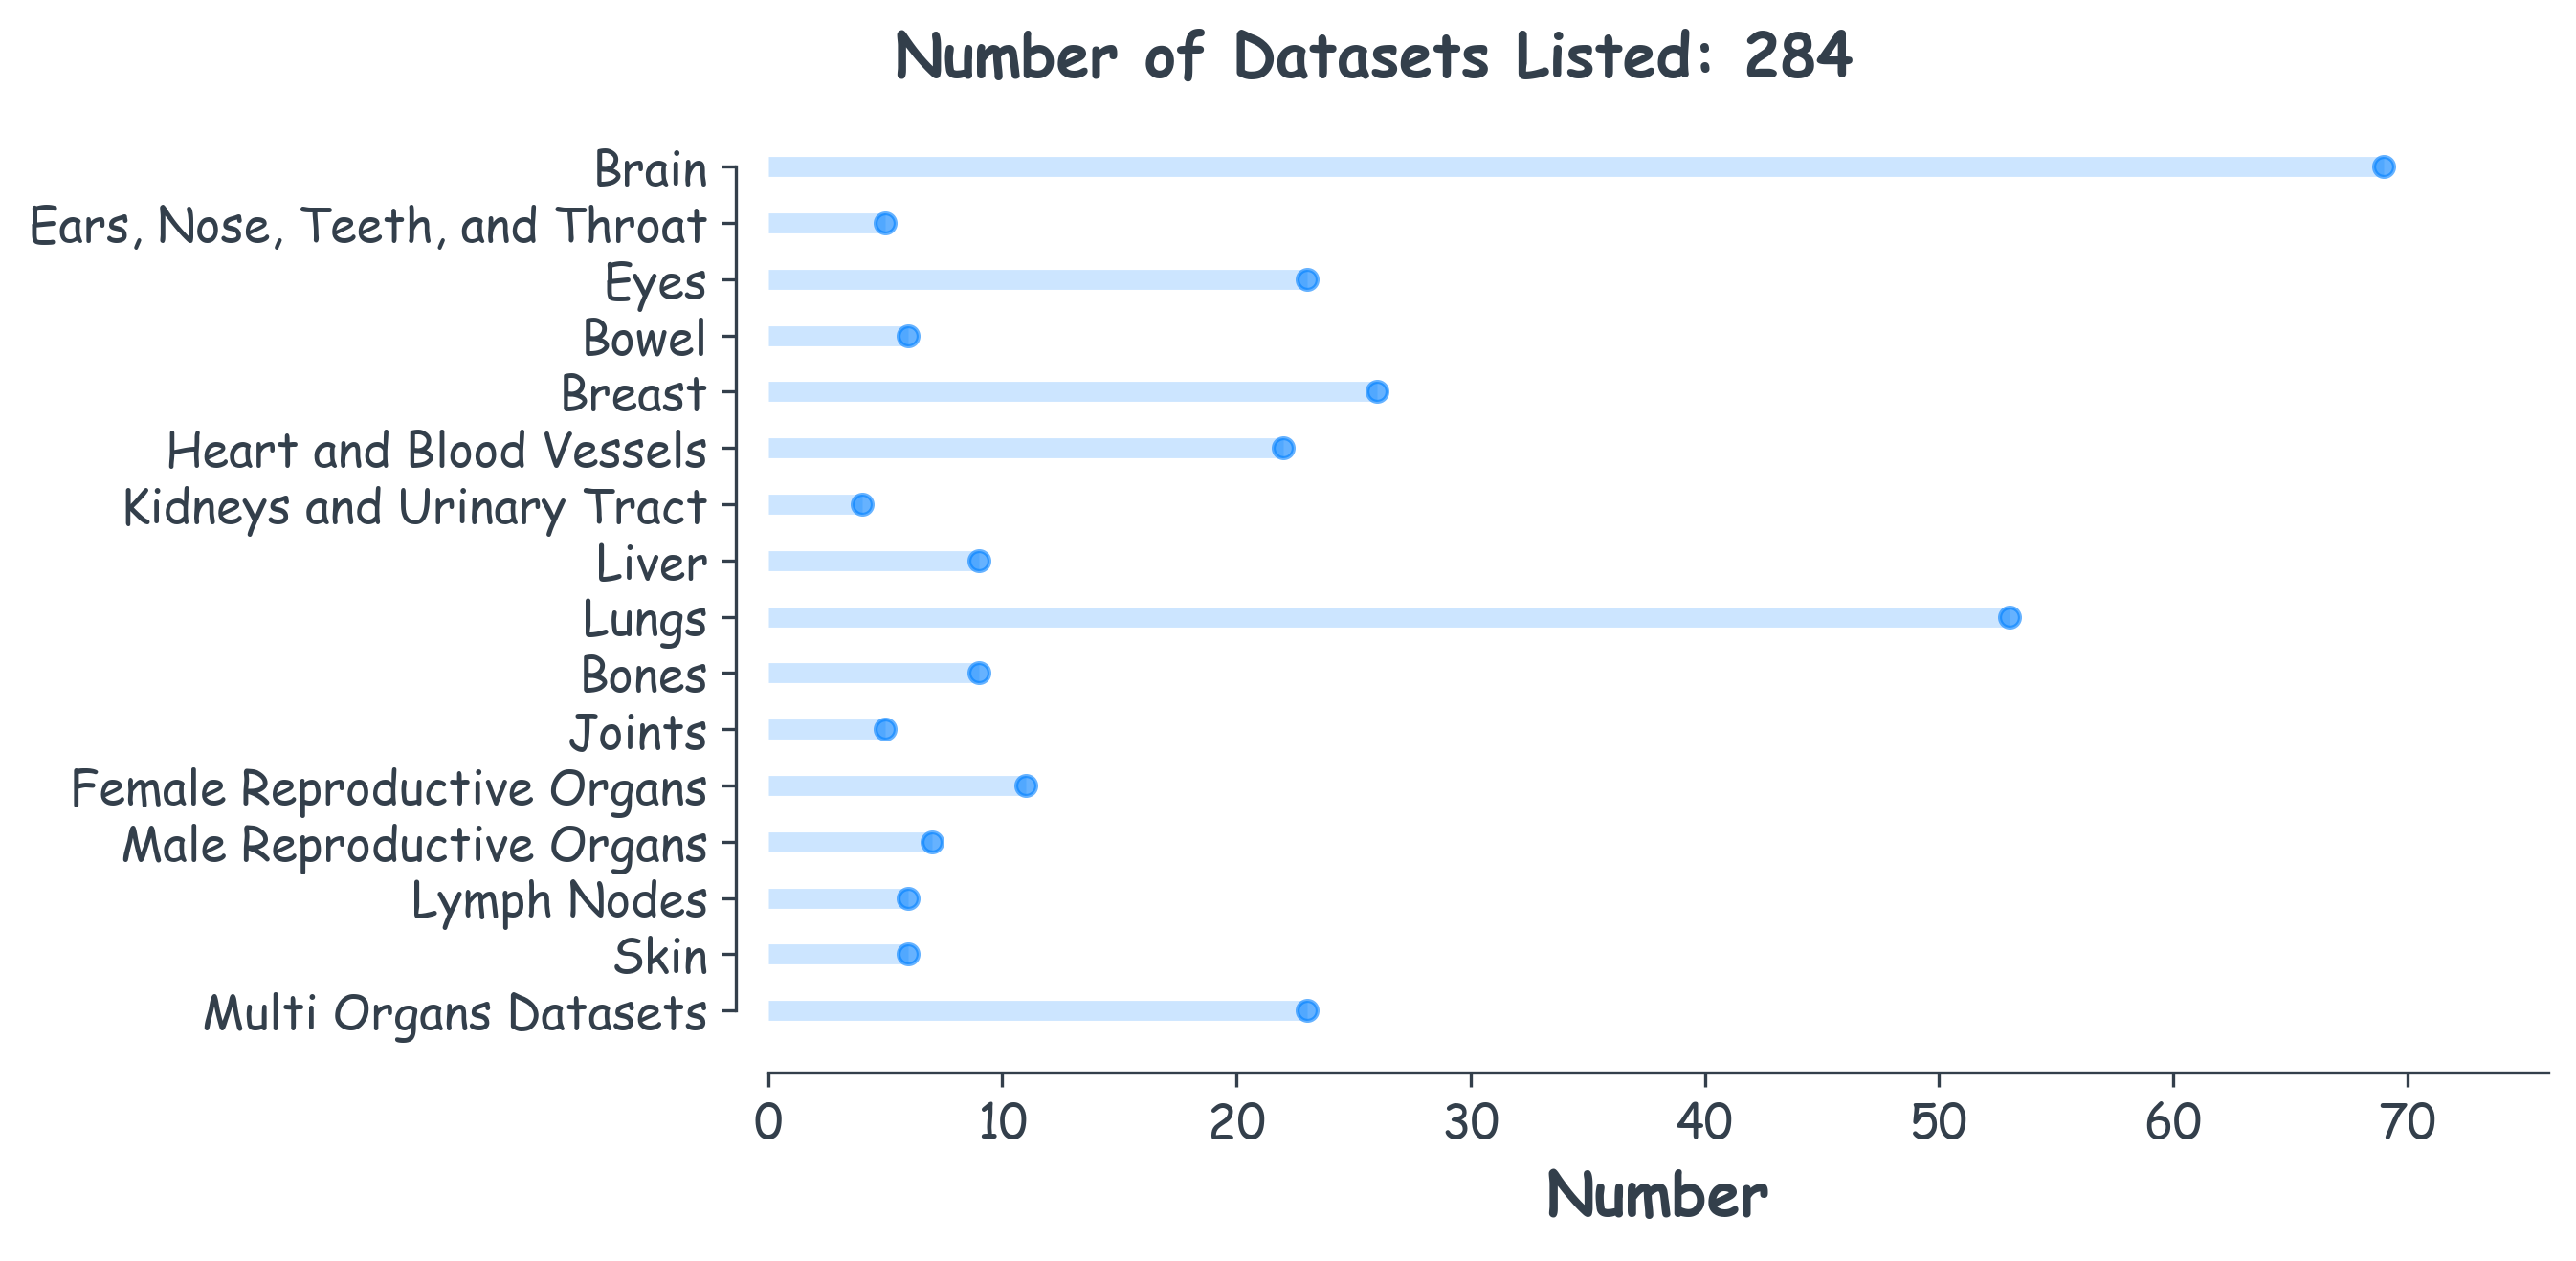 Number of Datasets Listed: 284
Brain
Ears, Nose, Teeth, and Throat
Eyes
Bowel
Breast
Heart and Blood Vessels
Kidneys and Urinary Tract
Liver
Lungs
Bones
Joints
Female Reproductive Organs
Male Reproductive Organs
Lymph Nodes
Skin
Multi Organs Datasets
0 10 20 30 40 50 60 70
Number